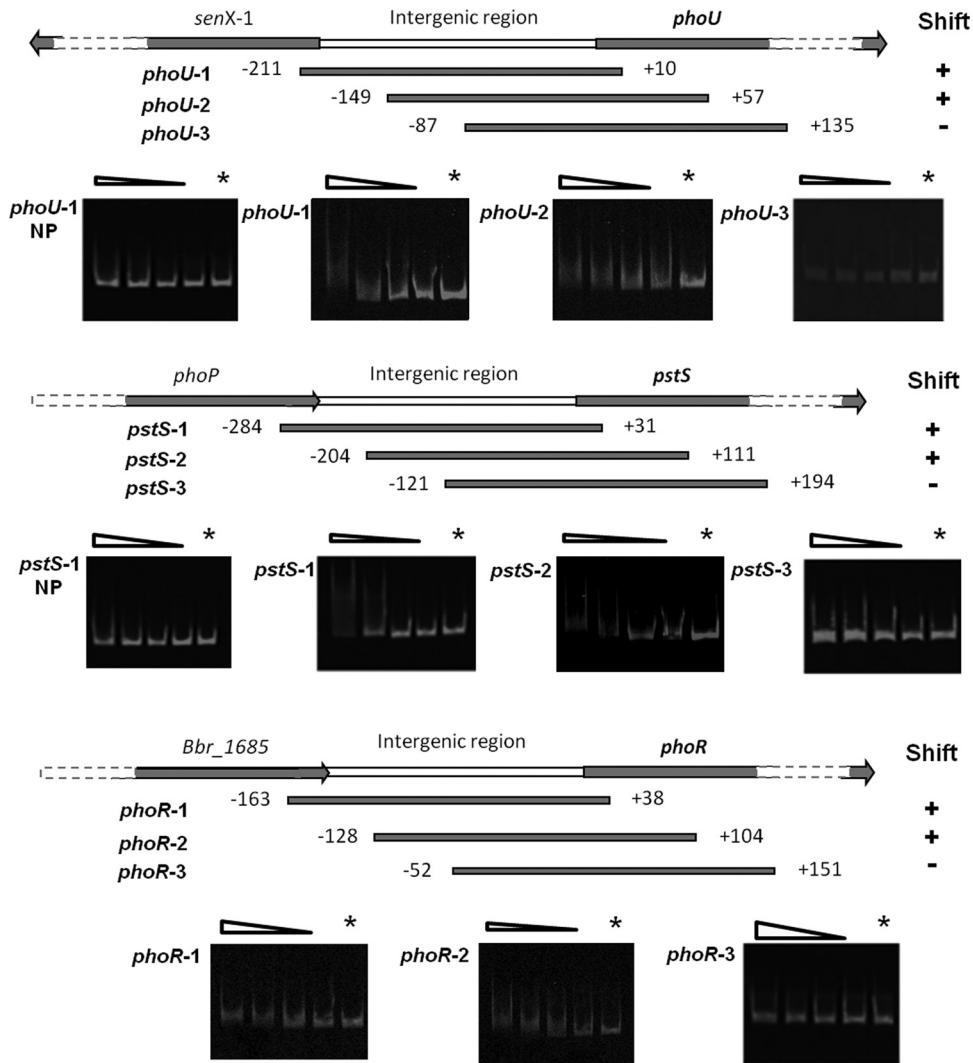 senX-1 Intergenic region phoU Shift
phoU-1 -211 +10 +
phoU-2 -149 +57 +
phoU-3 -87 +135 -
* * * *
phoU-1 NP phoU-1 phoU-2 phoU-3
phoP Intergenic region pstS Shift
pstS-1 -284 +31 +
pstS-2 -204 +111 +
pstS-3 -121 +194 -
* * * *
pstS-1 NP pstS-1 pstS-2 pstS-3
Bbr_1685 Intergenic region phoR Shift
phoR-1 -163 +38 +
phoR-2 -128 +104 +
phoR-3 -52 +151 -
* * *
phoR-1 phoR-2 phoR-3